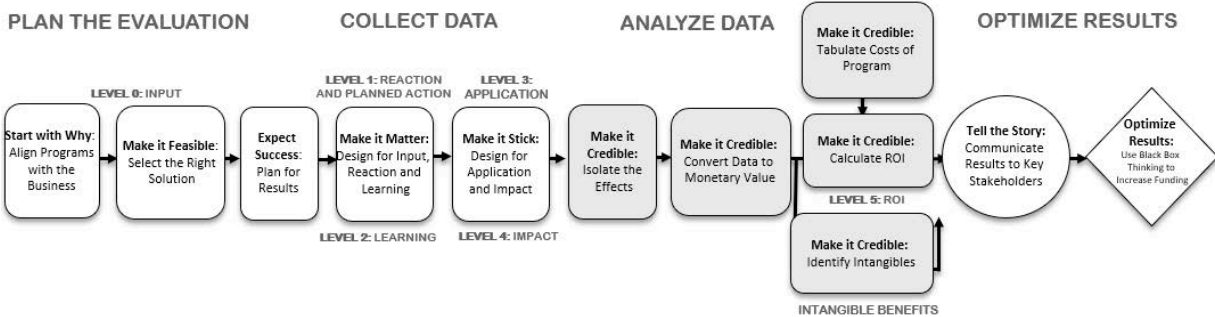 PLAN THE EVALUATION
COLLECT DATA
ANALYZE DATA
OPTIMIZE RESULTS
LEVEL 0: INPUT
Start with Why:
Align Programs
with the
Business
Make it Feasible:
Select the Right
Solution
Expect
Success:
Plan for
Results
LEVEL 1: REACTION
AND PLANNED ACTION
Make it Matter:
Design for Input,
Reaction and
Learning
LEVEL 2: LEARNING
LEVEL 3:
APPLICATION
Make it Stick:
Design for
Application
and Impact
LEVEL 4: IMPACT
Make it
Credible:
Isolate the
Effects
Make it Credible:
Convert Data to
Monetary Value
Make it Credible:
Tabulate Costs of
Program
Make it Credible:
Calculate ROI
LEVEL 5: ROI
Make it Credible:
Identify Intangibles
INTANGIBLE BENEFITS
Tell the Story:
Communicate
Results to Key
Stakeholders
Optimize
Results:
Use Black Box
Thinking to
Increase Funding